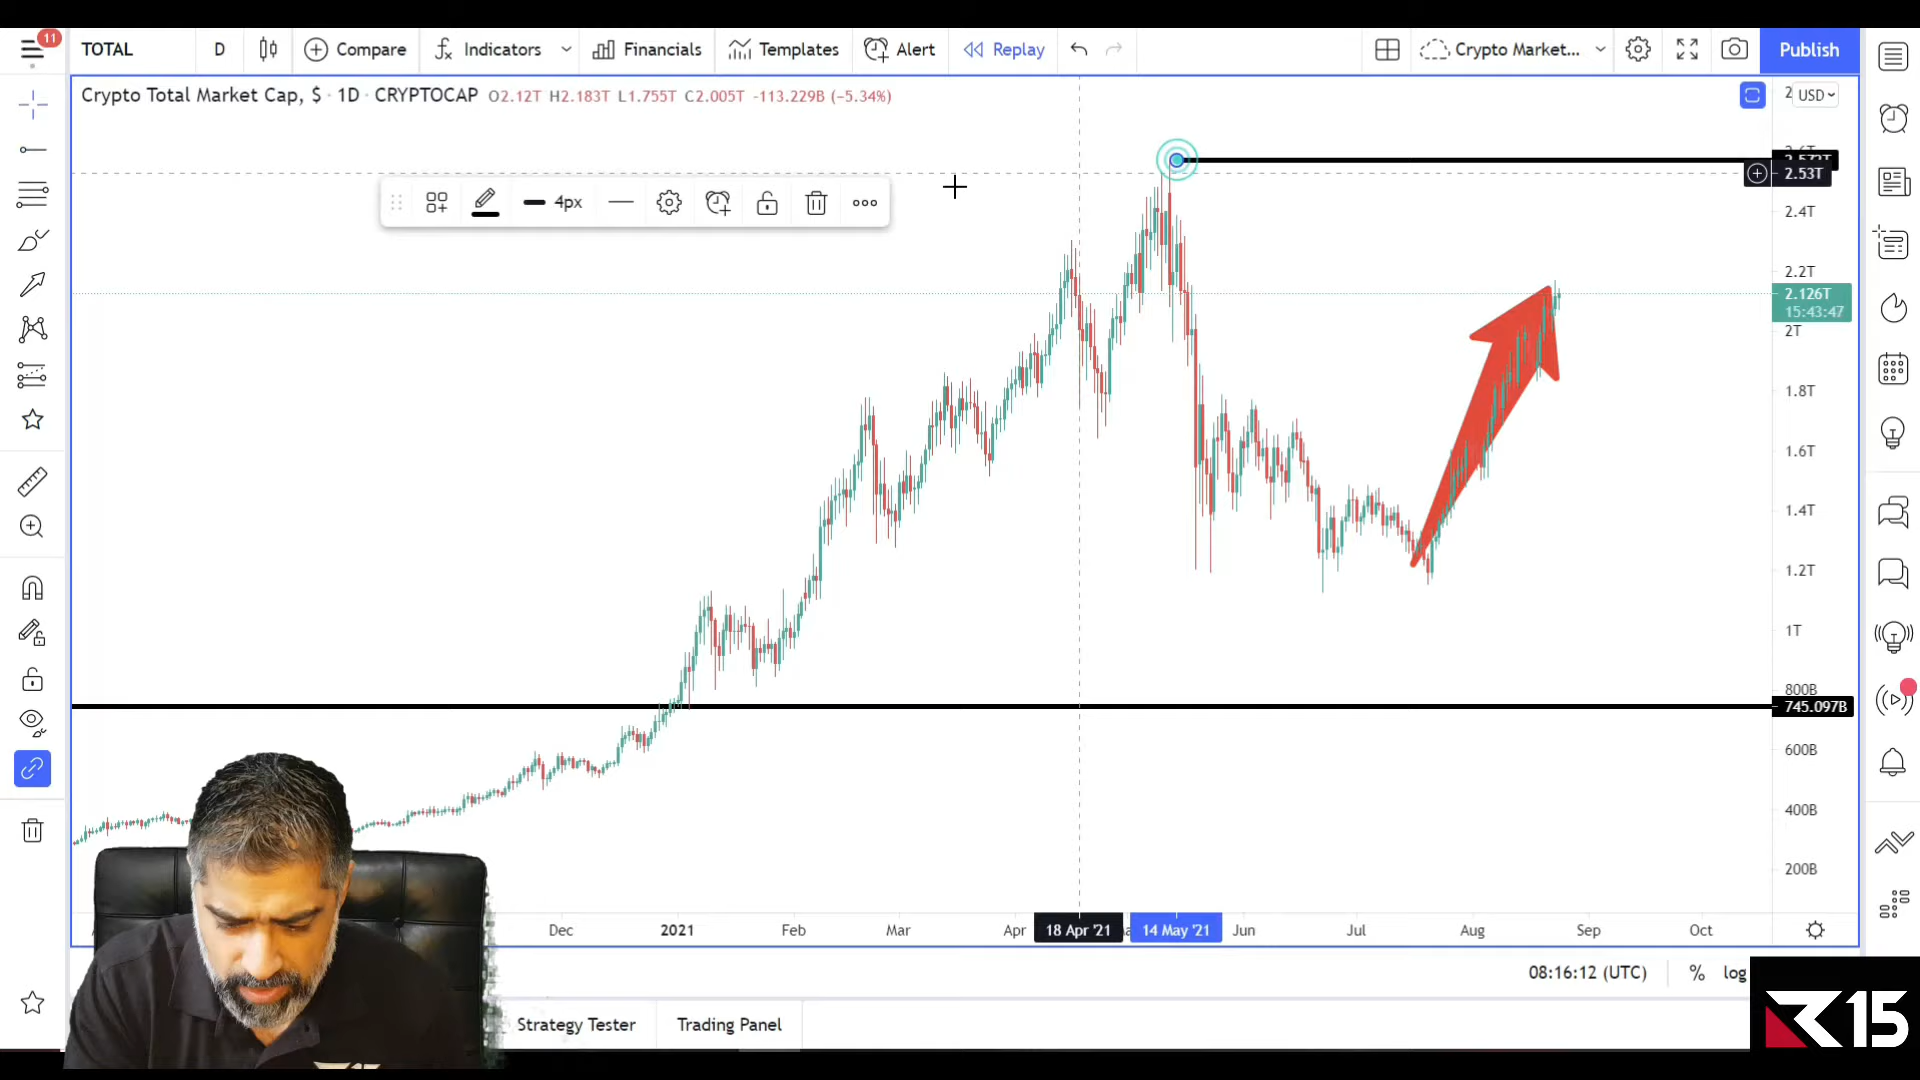 11
TOTAL D Compare Indicators Financials Templates Alert Replay Crypto Market... Publish
Crypto Total Market Cap, $ · 1D · CRYPTOCAP O2.12T H2.183T L1.755T C2.005T -113.229B (−5.34%)
USD
2.53T
4px
2.4T
2.2T
2.126T
15:43:47
2T
1.8T
1.6T
1.4T
1.2T
1T
800B
745.097B
600B
400B
200B
Dec 2021 Feb Mar Apr 18 Apr '21 14 May '21 Jun Jul Aug Sep Oct
08:16:12 (UTC) % log
Strategy Tester Trading Panel
R15